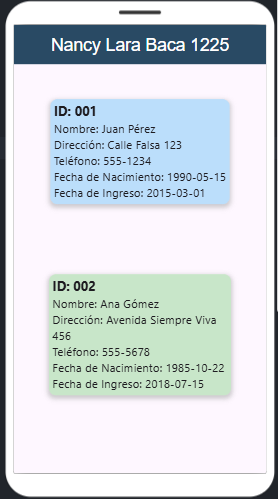 Nancy Lara Baca 1225
ID: 001
Nombre: Juan Pérez
Dirección: Calle Falsa 123
Teléfono: 555-1234
Fecha de Nacimiento: 1990-05-15
Fecha de Ingreso: 2015-03-01
ID: 002
Nombre: Ana Gómez
Dirección: Avenida Siempre Viva
456
Teléfono: 555-5678
Fecha de Nacimiento: 1985-10-22
Fecha de Ingreso: 2018-07-15